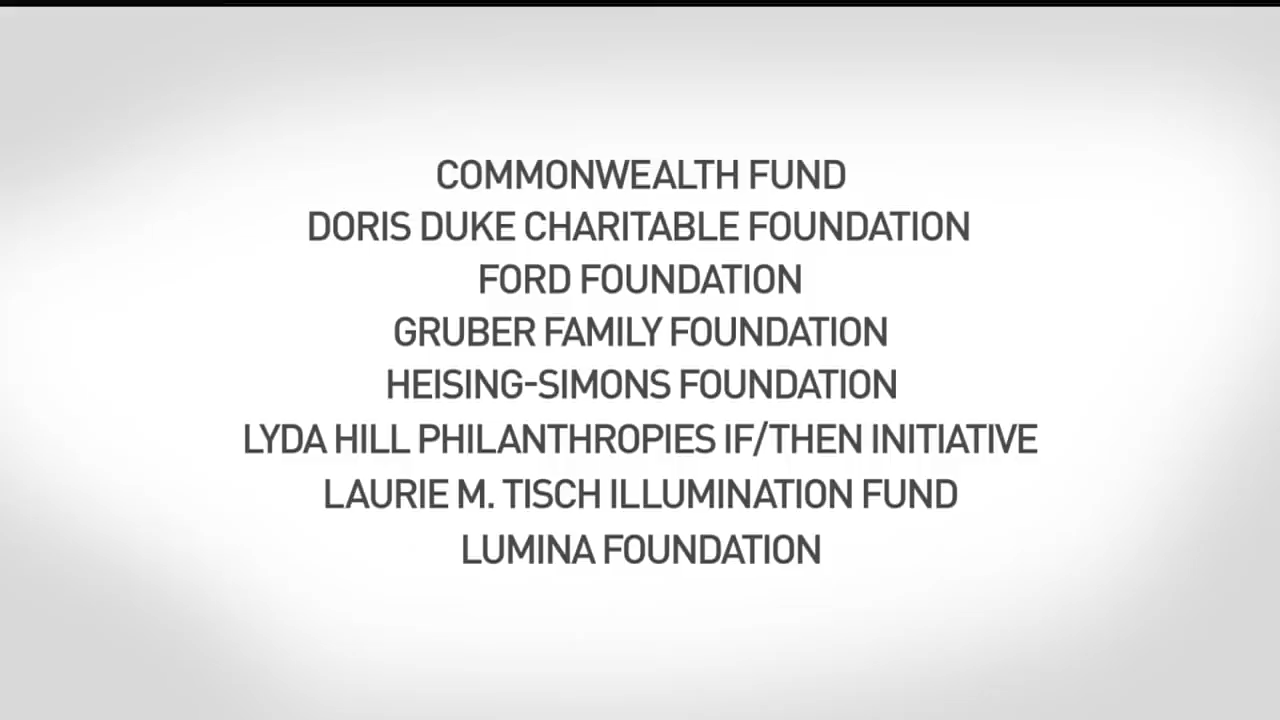 COMMONWEALTH FUND
DORIS DUKE CHARITABLE FOUNDATION
FORD FOUNDATION
GRUBER FAMILY FOUNDATION
HEISING-SIMONS FOUNDATION
LYDA HILL PHILANTHROPIES IF/THEN INITIATIVE
LAURIE M. TISCH ILLUMINATION FUND
LUMINA FOUNDATION